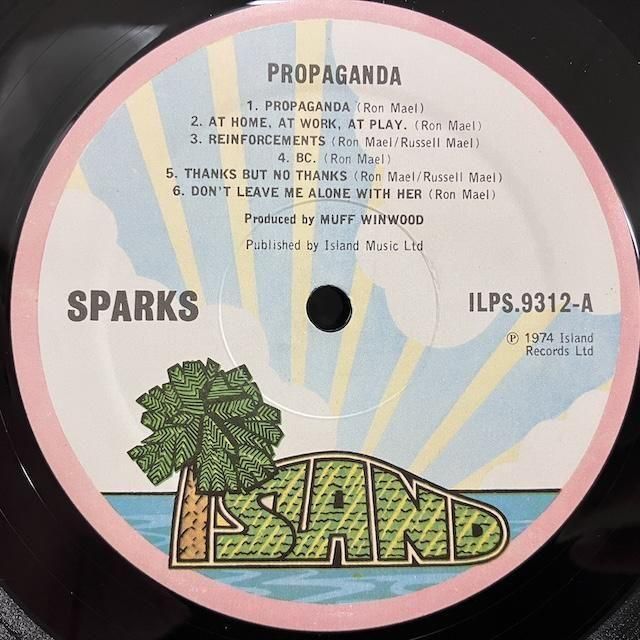 PROPAGANDA
1. PROPAGANDA (Ron Mael)
2. AT HOME, AT WORK, AT PLAY. (Ron Mael)
3. REINFORCEMENTS (Ron Mael/Russell Mael)
4. BC. (Ron Mael)
5. THANKS BUT NO THANKS (Ron Mael/Russell Mael)
6. DON'T LEAVE ME ALONE WITH HER (Ron Mael)
Produced by MUFF WINWOOD
Published by Island Music Ltd
SPARKS
ILPS.9312-A
℗ 1974 Island
Records Ltd
ISLAND